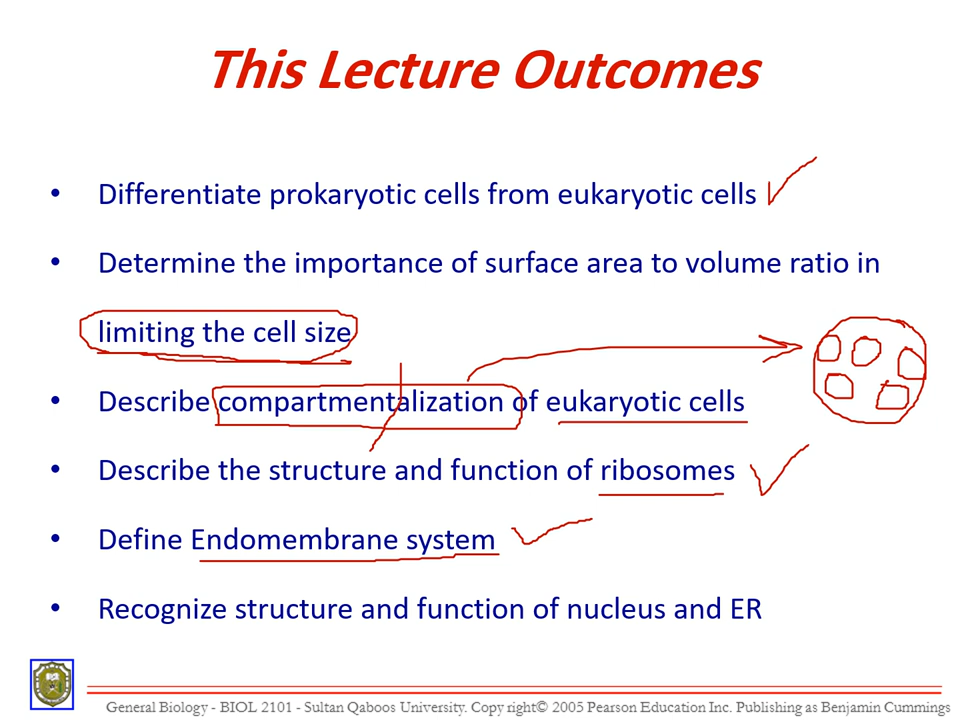 This Lecture Outcomes
• Differentiate prokaryotic cells from eukaryotic cells
• Determine the importance of surface area to volume ratio in
limiting the cell size
• Describe compartmentalization of eukaryotic cells
• Describe the structure and function of ribosomes
• Define Endomembrane system
• Recognize structure and function of nucleus and ER
General Biology - BIOL 2101 - Sultan Qaboos University. Copy right© 2005 Pearson Education Inc. Publishing as Benjamin Cummings